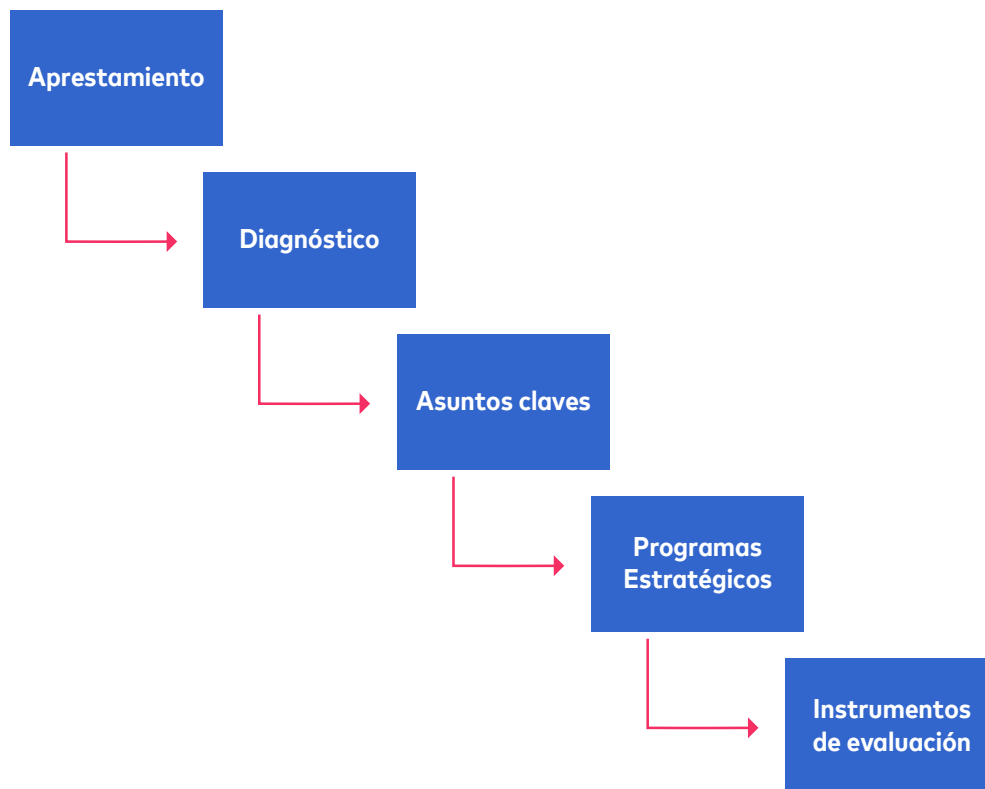 Aprestamiento
Diagnóstico
Asuntos claves
Programas
Estratégicos
Instrumentos
de evaluación